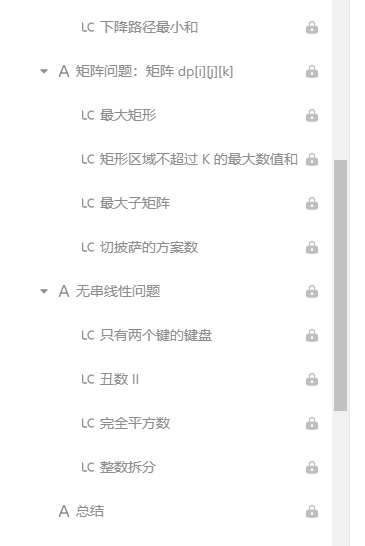 LC 下降路径最小和
A 矩阵问题：矩阵 dp[i][j][k]
LC 最大矩形
LC 矩形区域不超过 K 的最大数值和
LC 最大子矩阵
LC 切披萨的方案数
A 无串线性问题
LC 只有两个键的键盘
LC 丑数 II
LC 完全平方数
LC 整数拆分
A 总结